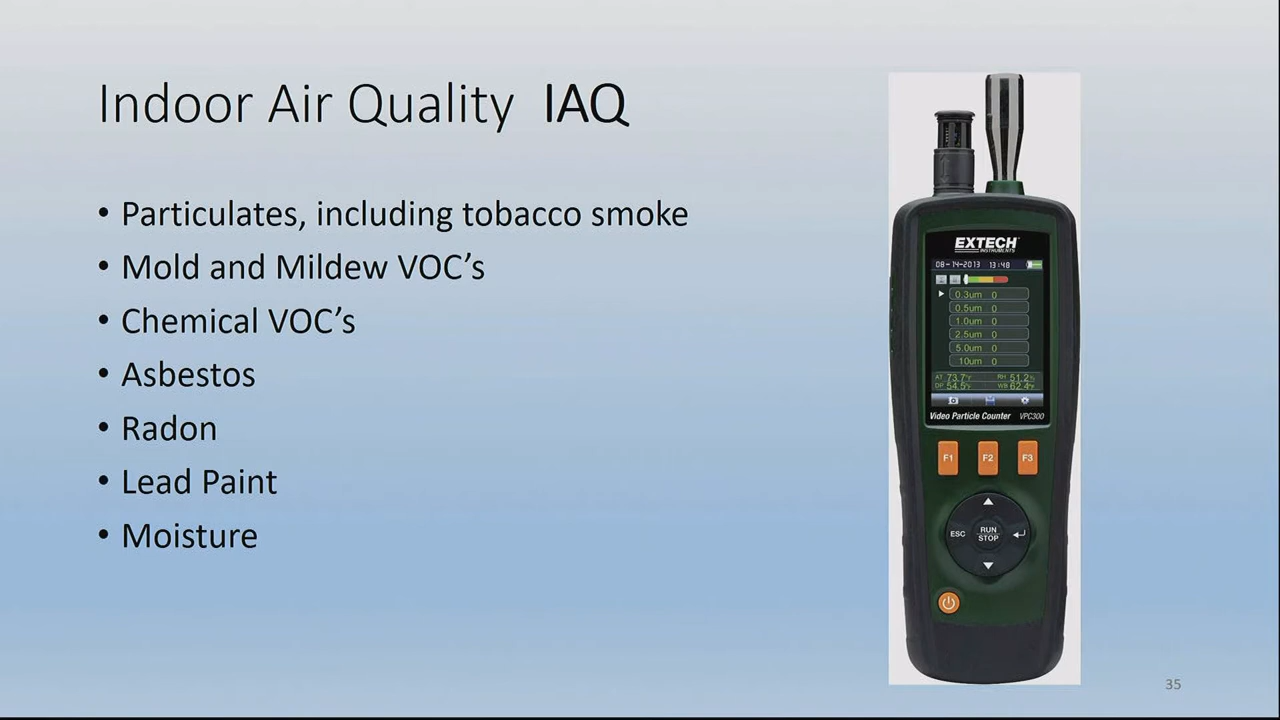 Indoor Air Quality IAQ
• Particulates, including tobacco smoke
• Mold and Mildew VOC’s
• Chemical VOC’s
• Asbestos
• Radon
• Lead Paint
• Moisture
EXTECH
INSTRUMENTS
08-14-2013 13:48
0.3um 0
0.5um 0
1.0um 0
2.5um 0
5.0um 0
10um 0
AT 73.7°F RH 51.2%
DP 54.5°F WB 62.4°F
Video Particle Counter VPC300
F1 F2 F3
ESC RUN
STOP
35